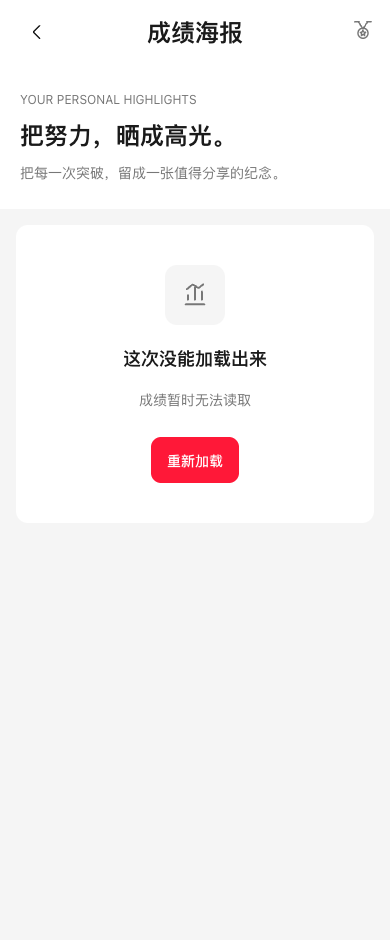 成绩海报
YOUR PERSONAL HIGHLIGHTS
把努力，晒成高光。
把每一次突破，留成一张值得分享的纪念。
这次没能加载出来
成绩暂时无法读取
重新加载